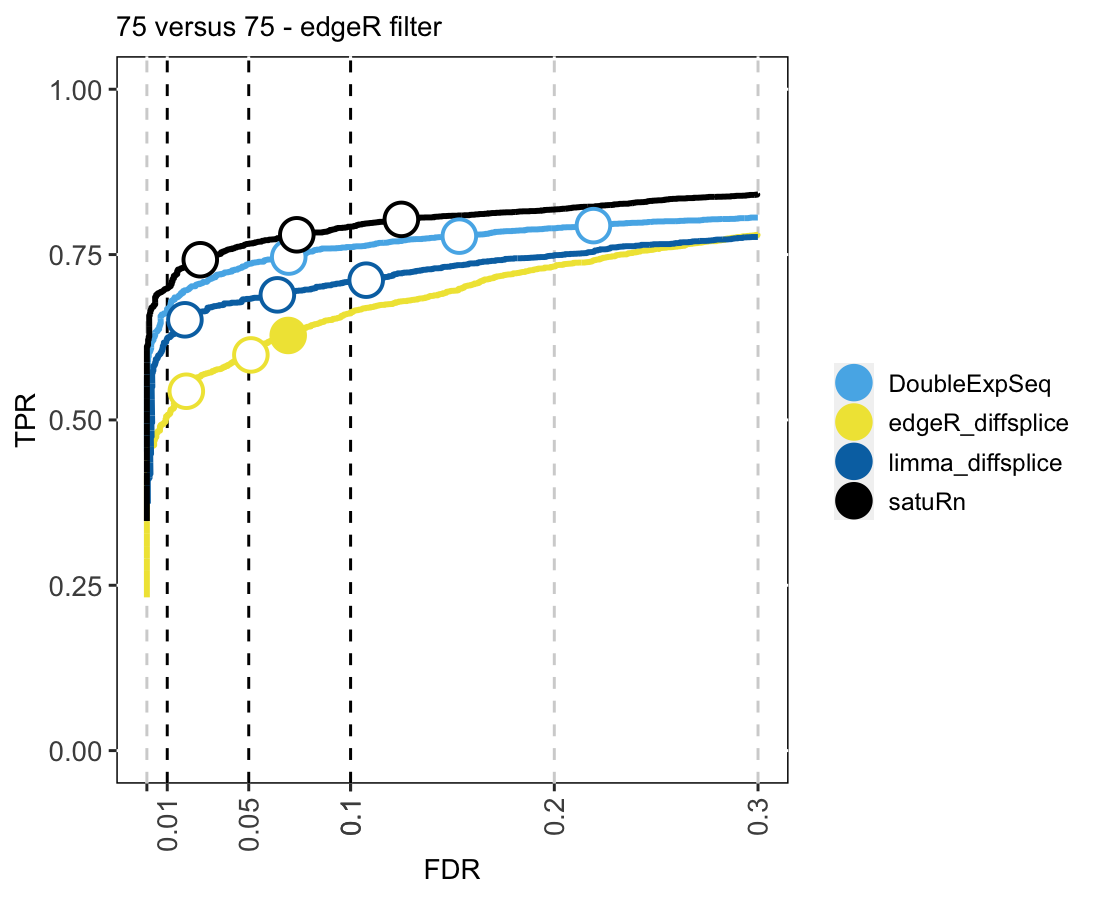 75 versus 75 - edgeR filter
1.00
0.75
0.50
0.25
0.00
TPR
0.01
0.05
0.1
0.2
0.3
FDR
DoubleExpSeq
edgeR_diffsplice
limma_diffsplice
satuRn